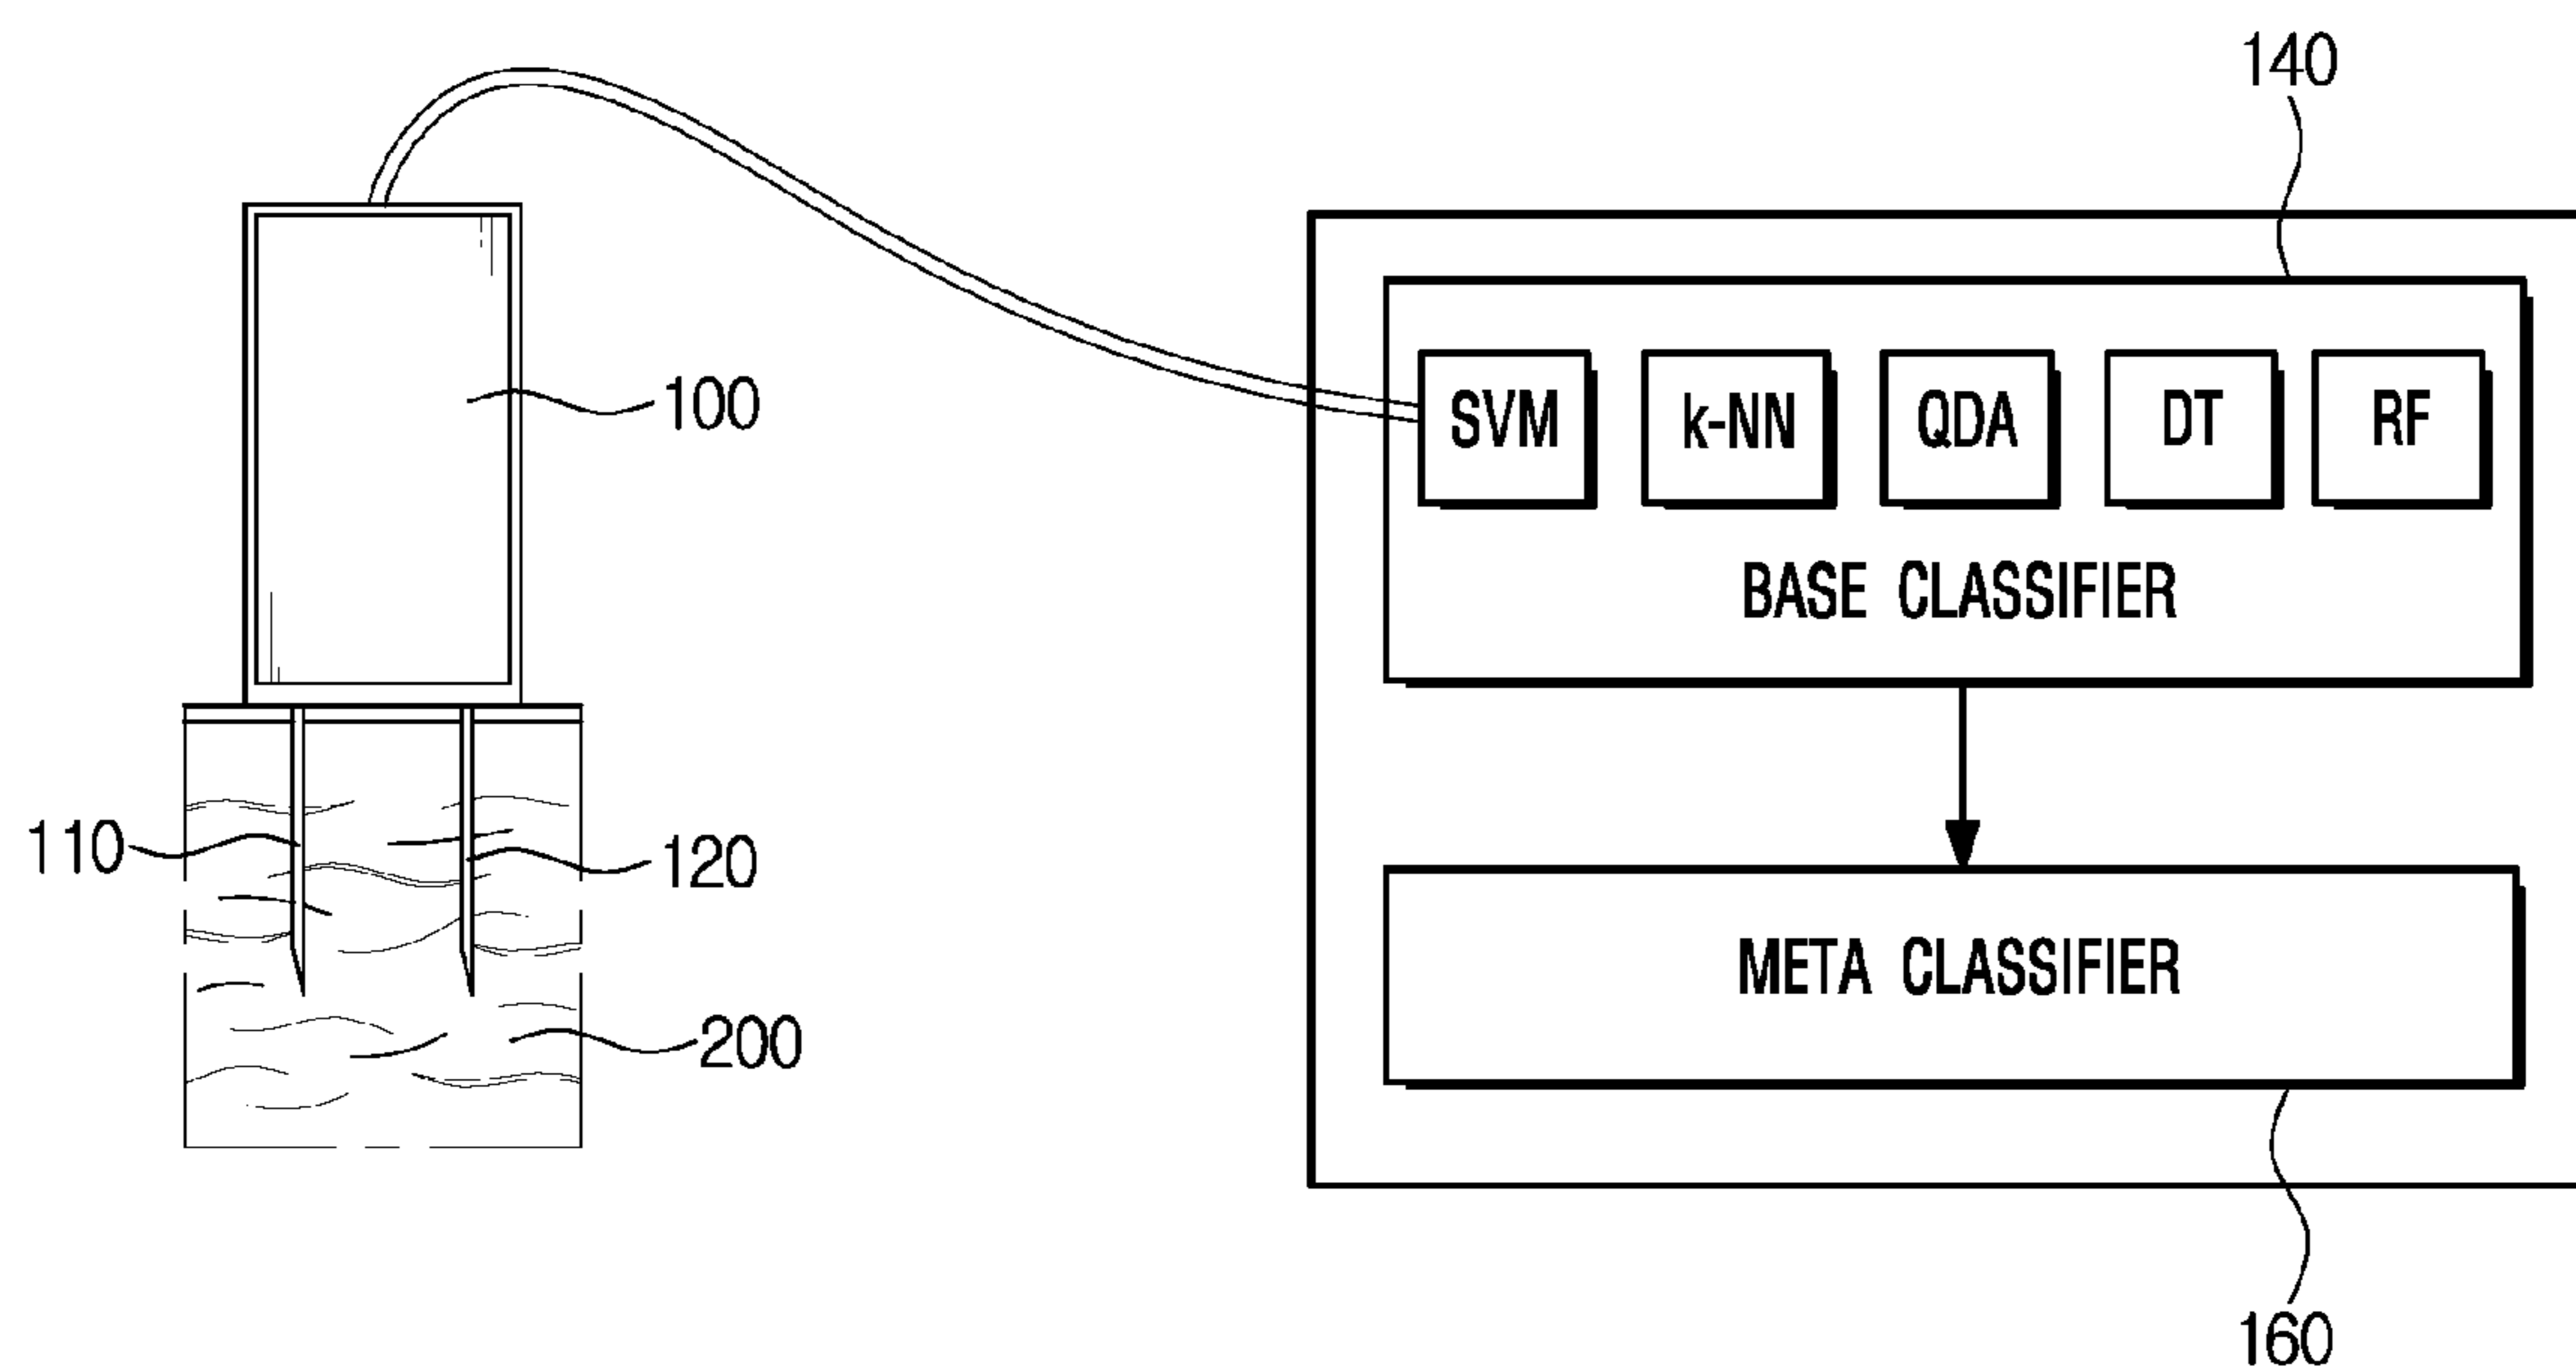 140
100
SVM k-NN QDA DT RF
BASE CLASSIFIER
110
120
META CLASSIFIER
200
160